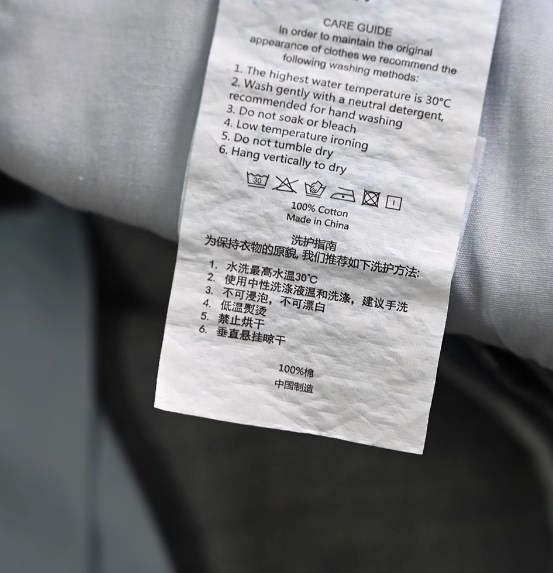 CARE GUIDE
In order to maintain the original
appearance of clothes we recommend the
following washing methods:
1. The highest water temperature is 30°C
2. Wash gently with a neutral detergent,
recommended for hand washing
3. Do not soak or bleach
4. Low temperature ironing
5. Do not tumble dry
6. Hang vertically to dry
30
100% Cotton
Made in China
洗护指南
为保持衣物的原貌, 我们推荐如下洗护方法:
1. 水洗最高水温30℃
2. 使用中性洗涤液温和洗涤, 建议手洗
3. 不可浸泡, 不可漂白
4. 低温熨烫
5. 禁止烘干
6. 垂直悬挂晾干
100%棉
中国制造